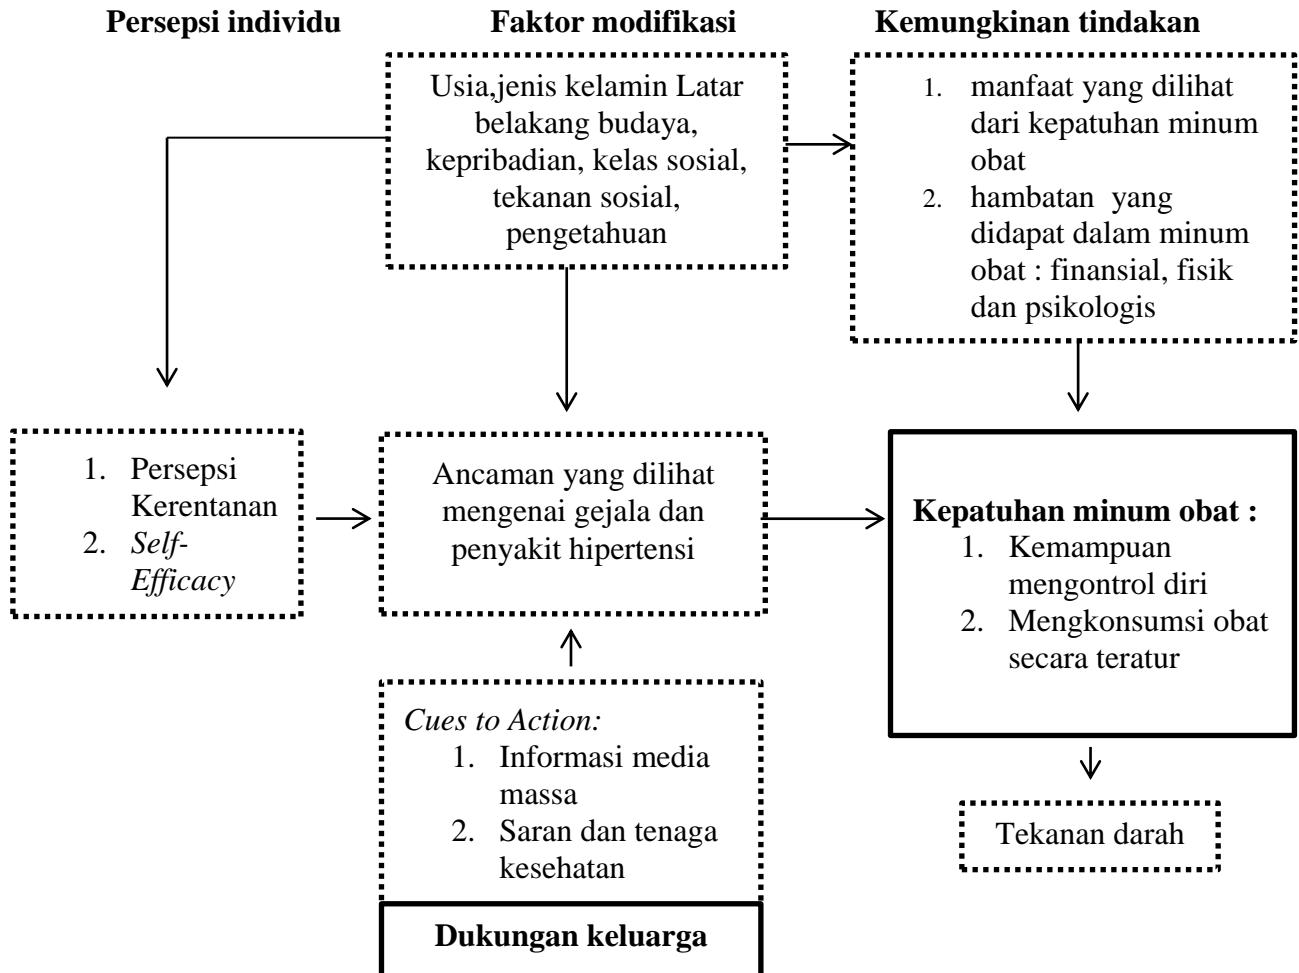 Persepsi individu
Faktor modifikasi
Kemungkinan tindakan
Usia,jenis kelamin Latar
belakang budaya,
kepribadian, kelas sosial,
tekanan sosial,
pengetahuan
1. manfaat yang dilihat
dari kepatuhan minum
obat
2. hambatan yang
didapat dalam minum
obat : finansial, fisik
dan psikologis
1. Persepsi
Kerentanan
2. Self-
Efficacy
Ancaman yang dilihat
mengenai gejala dan
penyakit hipertensi
Kepatuhan minum obat :
1. Kemampuan
mengontrol diri
2. Mengkonsumsi obat
secara teratur
Cues to Action:
1. Informasi media
massa
2. Saran dan tenaga
kesehatan
Dukungan keluarga
Tekanan darah